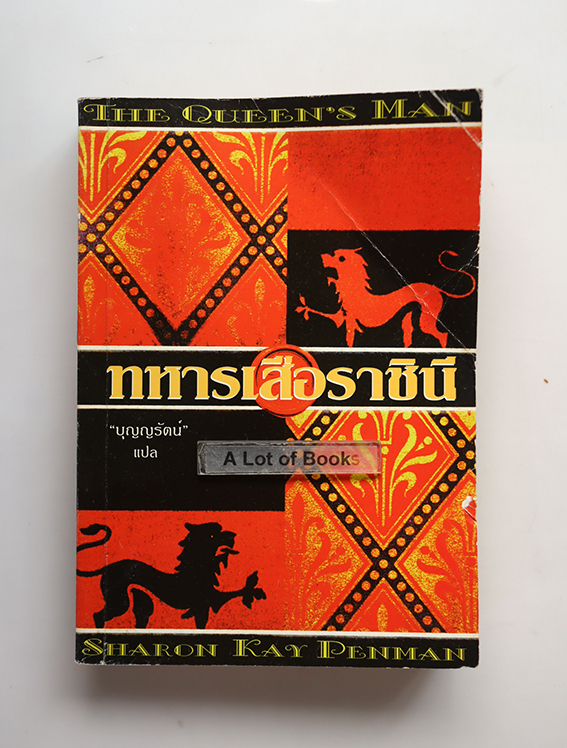 THE QUEEN'S MAN
ทหารเสือราชินี
"บุญญรัตน์"
แปล
A Lot of Books
SHARON KAY PENMAN